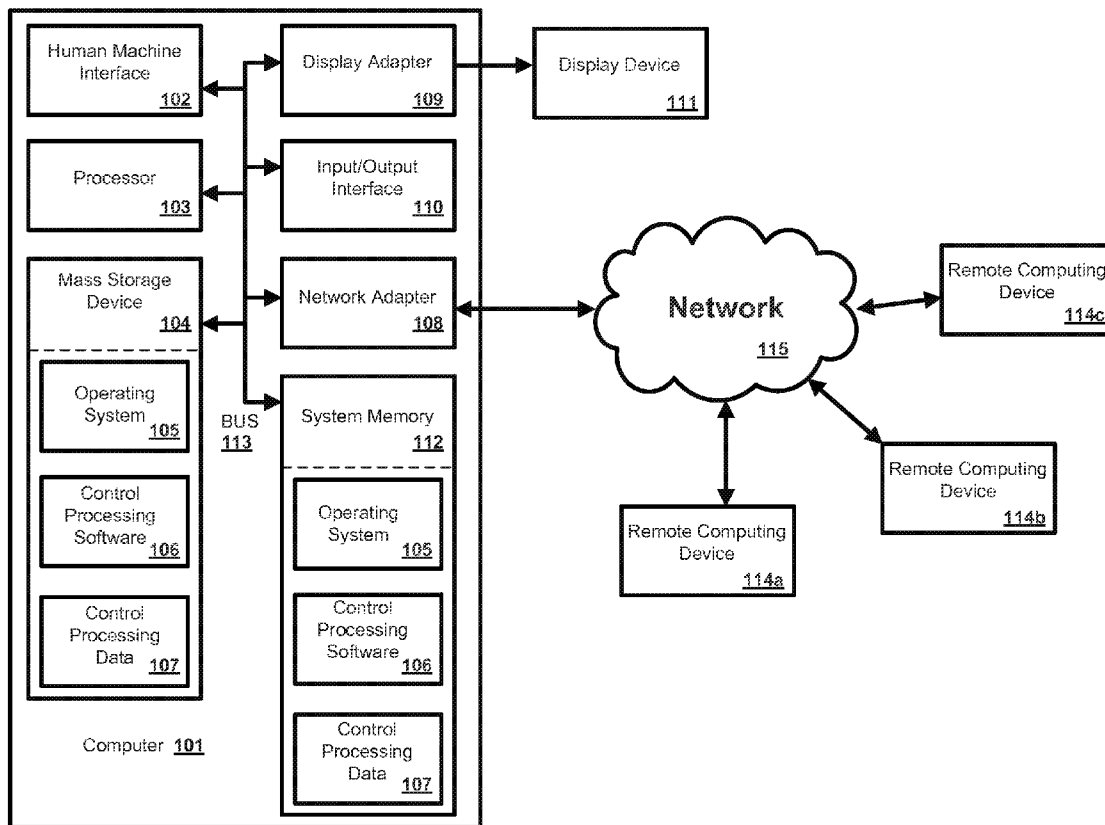 Human Machine
Interface
102
Display Adapter
109
Display Device
111
Processor
103
Input/Output
Interface
110
Mass Storage
Device
104
Network Adapter
108
Network
115
Remote Computing
Device
114c
Operating
System
105
BUS
113
System Memory
112
Remote Computing
Device
114b
Control
Processing
Software
106
Operating
System
105
Remote Computing
Device
114a
Control
Processing
Data
107
Control
Processing
Software
106
Computer 101
Control
Processing
Data
107